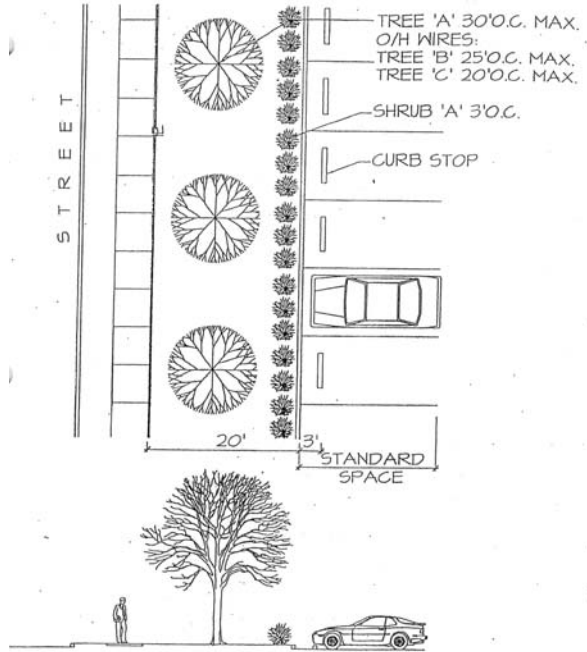 TREE 'A' 30'O.C. MAX.
O/H WIRES:
TREE 'B' 25'O.C. MAX.
TREE 'C' 20'O.C. MAX.
SHRUB 'A' 3'O.C.
CURB STOP
STREET
20'
3'
STANDARD
SPACE